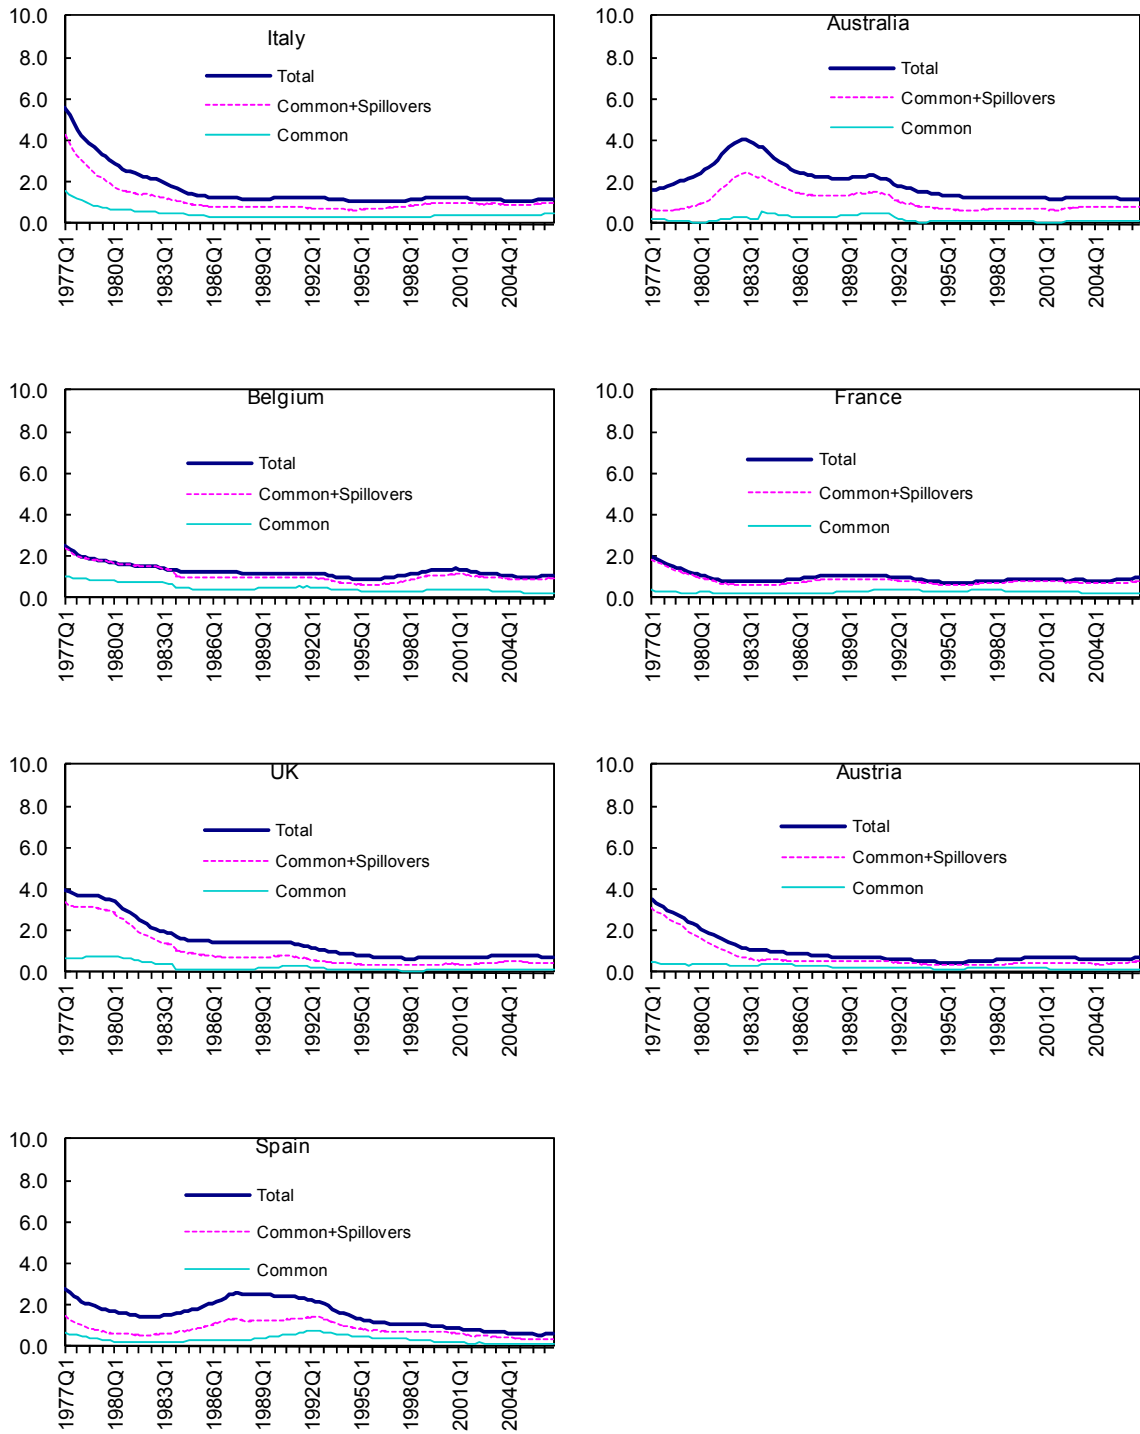 Italy
10.0
8.0
6.0
4.0
2.0
0.0
Total
Common+Spillovers
Common
1977Q1
1980Q1
1983Q1
1986Q1
1989Q1
1992Q1
1995Q1
1998Q1
2001Q1
2004Q1
Australia
10.0
8.0
6.0
4.0
2.0
0.0
Total
Common+Spillovers
Common
1977Q1
1980Q1
1983Q1
1986Q1
1989Q1
1992Q1
1995Q1
1998Q1
2001Q1
2004Q1
Belgium
10.0
8.0
6.0
4.0
2.0
0.0
Total
Common+Spillovers
Common
1977Q1
1980Q1
1983Q1
1986Q1
1989Q1
1992Q1
1995Q1
1998Q1
2001Q1
2004Q1
France
10.0
8.0
6.0
4.0
2.0
0.0
Total
Common+Spillovers
Common
1977Q1
1980Q1
1983Q1
1986Q1
1989Q1
1992Q1
1995Q1
1998Q1
2001Q1
2004Q1
UK
10.0
8.0
6.0
4.0
2.0
0.0
Total
Common+Spillovers
Common
1977Q1
1980Q1
1983Q1
1986Q1
1989Q1
1992Q1
1995Q1
1998Q1
2001Q1
2004Q1
Austria
10.0
8.0
6.0
4.0
2.0
0.0
Total
Common+Spillovers
Common
1977Q1
1980Q1
1983Q1
1986Q1
1989Q1
1992Q1
1995Q1
1998Q1
2001Q1
2004Q1
Spain
10.0
8.0
6.0
4.0
2.0
0.0
Total
Common+Spillovers
Common
1977Q1
1980Q1
1983Q1
1986Q1
1989Q1
1992Q1
1995Q1
1998Q1
2001Q1
2004Q1